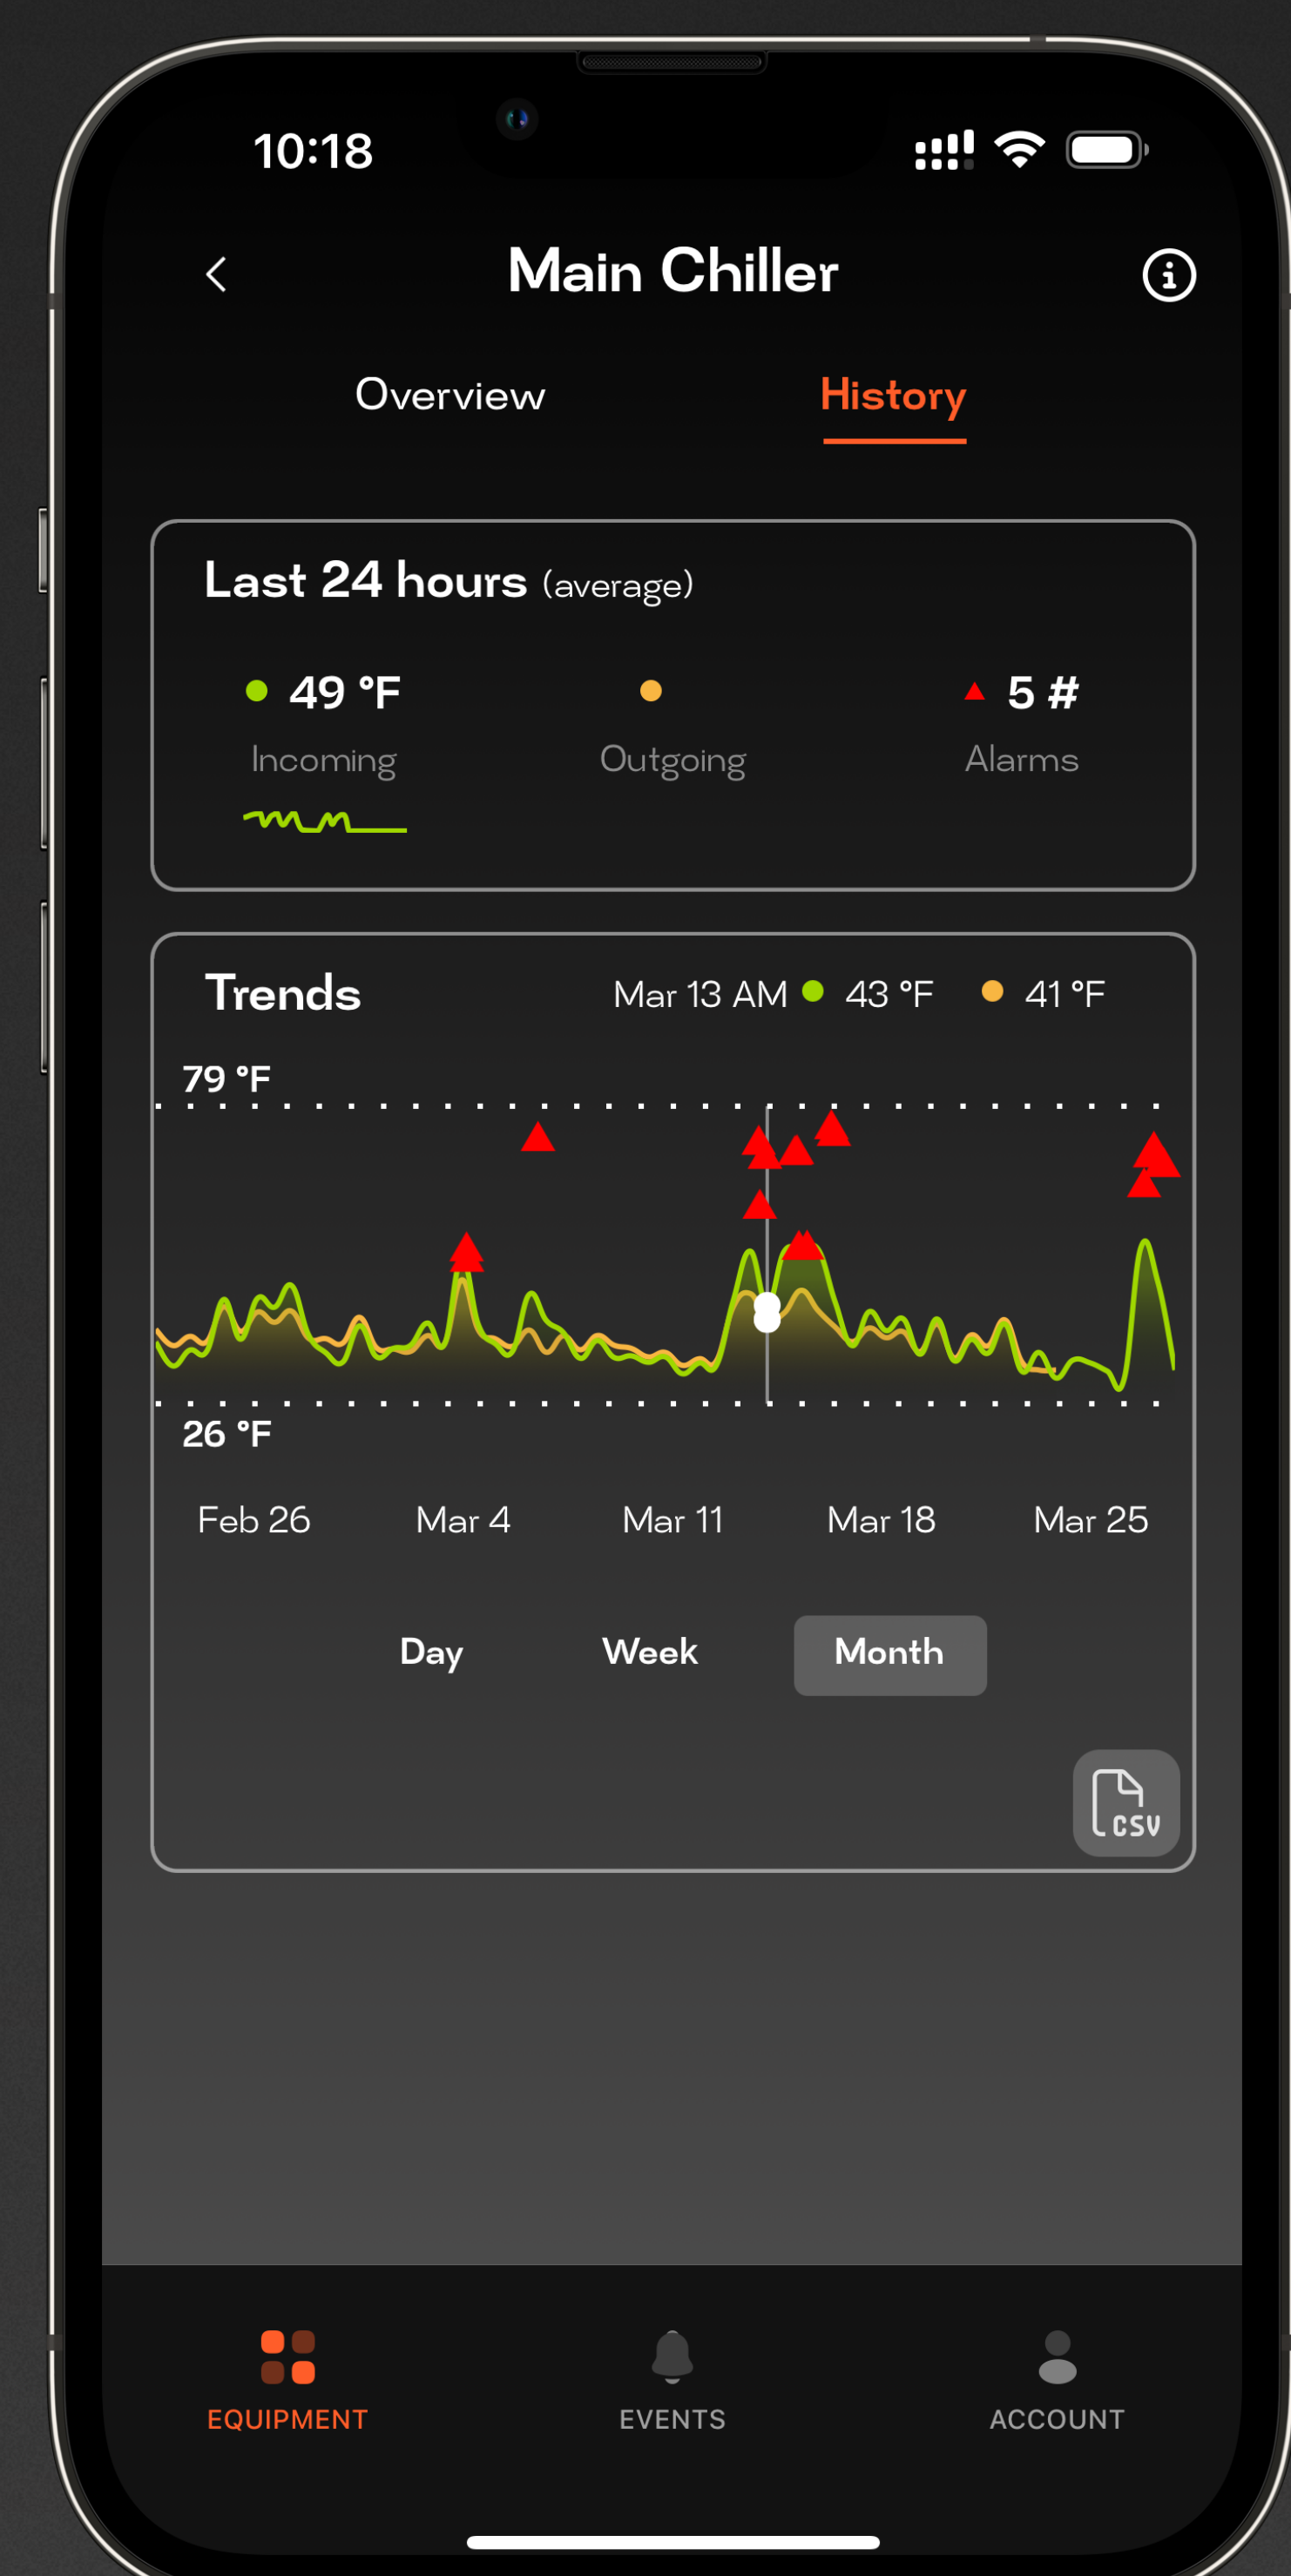 10:18
Main Chiller
Overview History
Last 24 hours (average)
49 °F 5 #
Incoming Outgoing Alarms
Trends Mar 13 AM 43 °F 41 °F
79 °F
26 °F
Feb 26 Mar 4 Mar 11 Mar 18 Mar 25
Day Week Month
CSV
EQUIPMENT EVENTS ACCOUNT